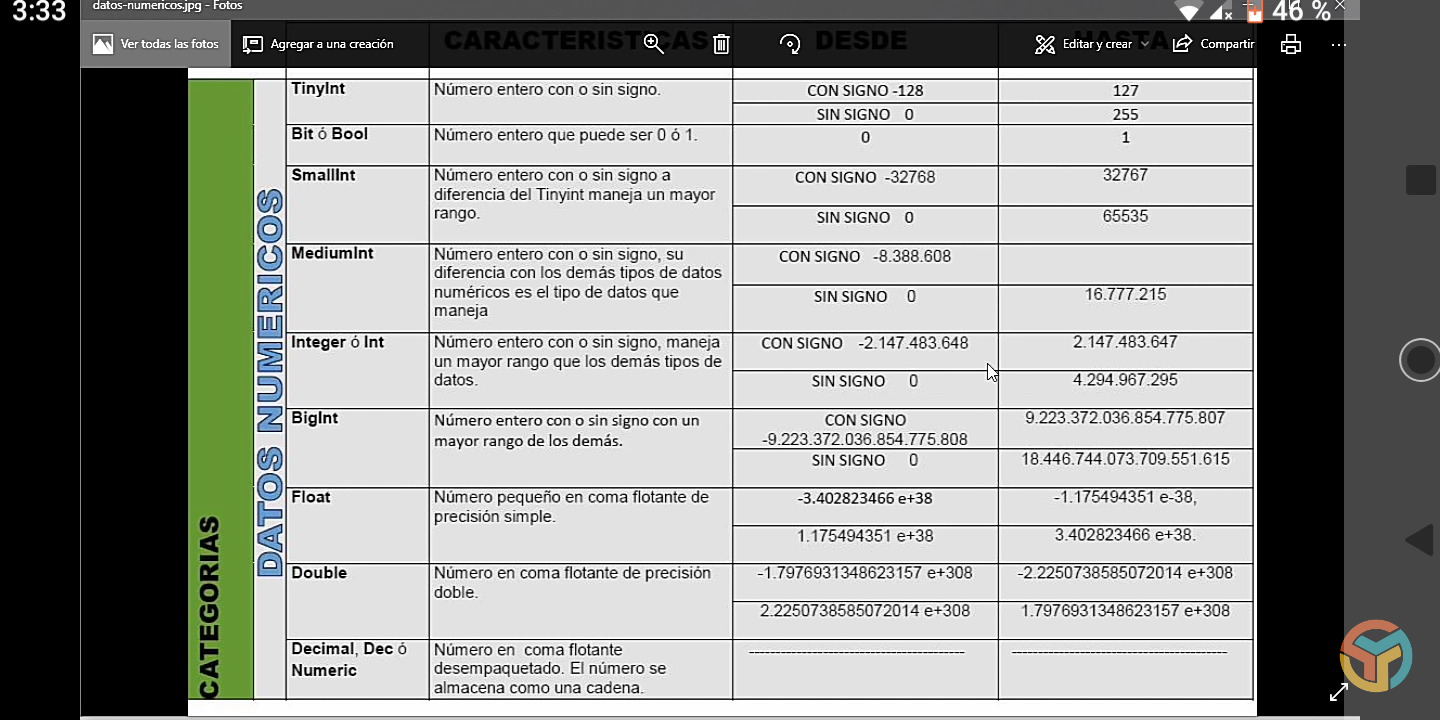 3:33
datos-numericos.jpg - Fotos
46 %
Ver todas las fotos
Agregar a una creación
Editar y crear
Compartir
CARACTERISTICAS
DESDE
HASTA
CATEGORIAS
DATOS NUMERICOS
TinyInt
Número entero con o sin signo.
CON SIGNO -128
127
SIN SIGNO 0
255
Bit ó Bool
Número entero que puede ser 0 ó 1.
0
1
SmallInt
Número entero con o sin signo a
diferencia del Tinyint maneja un mayor
rango.
CON SIGNO -32768
32767
SIN SIGNO 0
65535
MediumInt
Número entero con o sin signo, su
diferencia con los demás tipos de datos
numéricos es el tipo de datos que
maneja
CON SIGNO -8.388.608
SIN SIGNO 0
16.777.215
Integer ó Int
Número entero con o sin signo, maneja
un mayor rango que los demás tipos de
datos.
CON SIGNO -2.147.483.648
2.147.483.647
SIN SIGNO 0
4.294.967.295
BigInt
Número entero con o sin signo con un
mayor rango de los demás.
CON SIGNO
-9.223.372.036.854.775.808
9.223.372.036.854.775.807
SIN SIGNO 0
18.446.744.073.709.551.615
Float
Número pequeño en coma flotante de
precisión simple.
-3.402823466 e+38
-1.175494351 e-38,
1.175494351 e+38
3.402823466 e+38.
Double
Número en coma flotante de precisión
doble.
-1.7976931348623157 e+308
-2.2250738585072014 e+308
2.2250738585072014 e+308
1.7976931348623157 e+308
Decimal, Dec ó
Numeric
Número en coma flotante
desempaquetado. El número se
almacena como una cadena.